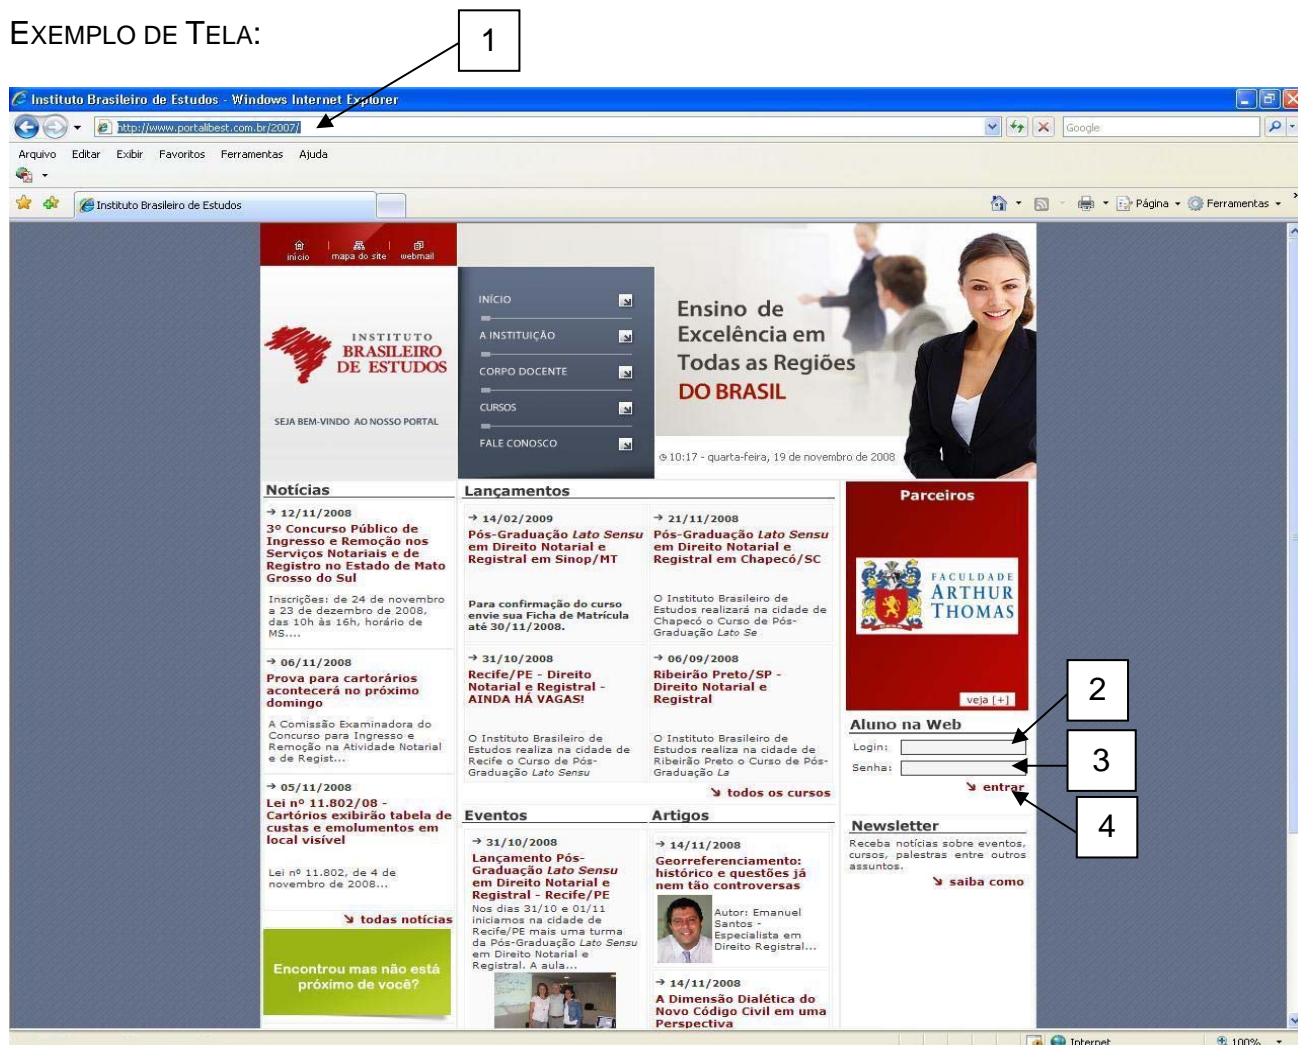 EXEMPLO DE TELA:
1
Instituto Brasileiro de Estudos - Windows Internet Explorer
http://www.portalibest.com.br/2007/
Google
Arquivo Editar Exibir Favoritos Ferramentas Ajuda
Instituto Brasileiro de Estudos
Página Ferramentas
início mapa do site webmail
INSTITUTO
BRASILEIRO
DE ESTUDOS
SEJA BEM-VINDO AO NOSSO PORTAL
INÍCIO
A INSTITUIÇÃO
CORPO DOCENTE
CURSOS
FALE CONOSCO
Ensino de
Excelência em
Todas as Regiões
DO BRASIL
10:17 - quarta-feira, 19 de novembro de 2008
Notícias
→ 12/11/2008
3º Concurso Público de
Ingresso e Remoção nos
Serviços Notariais e de
Registro no Estado de Mato
Grosso do Sul
Inscrições: de 24 de novembro
a 23 de dezembro de 2008,
das 10h às 16h, horário de
MS....
→ 06/11/2008
Prova para cartorários
acontecerá no próximo
domingo
A Comissão Examinadora do
Concurso para Ingresso e
Remoção na Atividade Notarial
e de Regist...
→ 05/11/2008
Lei nº 11.802/08 -
Cartórios exibirão tabela de
custas e emolumentos em
local visível
Lei nº 11.802, de 4 de
novembro de 2008...
todas notícias
Encontrou mas não está
próximo de você?
Lançamentos
→ 14/02/2009
Pós-Graduação Lato Sensu
em Direito Notarial e
Registral em Sinop/MT
Para confirmação do curso
envie sua Ficha de Matrícula
até 30/11/2008.
→ 21/11/2008
Pós-Graduação Lato Sensu
em Direito Notarial e
Registral em Chapecó/SC
O Instituto Brasileiro de
Estudos realizará na cidade de
Chapecó o Curso de Pós-
Graduação Lato Se
→ 31/10/2008
Recife/PE - Direito
Notarial e Registral -
AINDA HÁ VAGAS!
O Instituto Brasileiro de
Estudos realiza na cidade de
Recife o Curso de Pós-
Graduação Lato Sensu
→ 06/09/2008
Ribeirão Preto/SP -
Direito Notarial e
Registral
O Instituto Brasileiro de
Estudos realiza na cidade de
Ribeirão Preto o Curso de Pós-
Graduação La
todos os cursos
Eventos
→ 31/10/2008
Lançamento Pós-
Graduação Lato Sensu
em Direito Notarial e
Registral - Recife/PE
Nos dias 31/10 e 01/11
iniciamos na cidade de
Recife/PE mais uma turma
da Pós-Graduação Lato Sensu
em Direito Notarial e
Registral. A aula...
Artigos
→ 14/11/2008
Georreferenciamento:
histórico e questões já
nem tão controversas
Autor: Emanuel
Santos -
Especialista em
Direito Registral...
→ 14/11/2008
A Dimensão Dialética do
Novo Código Civil em uma
Perspectiva
Parceiros
FACULDADE
ARTHUR
THOMAS
veja [+]
Aluno na Web
Login:
Senha:
entrar
2
3
4
Newsletter
Receba notícias sobre eventos,
cursos, palestras entre outros
assuntos.
saiba como
Internet 100%